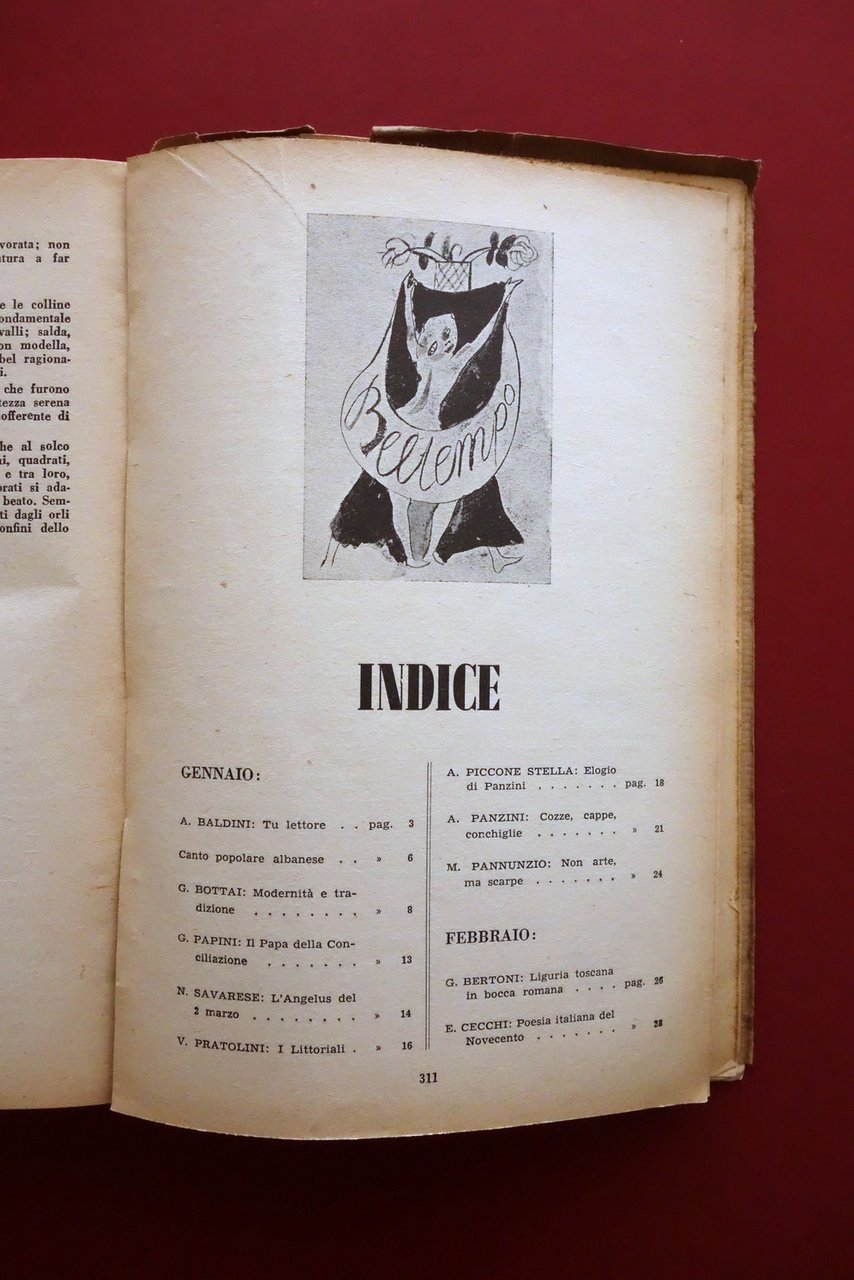 vorata; non
tura a far
e le colline
ondamentale
valli; salda,
on modella,
bel ragiona-
i.
che furono
tezza serena
offerente di
he al solco
ni, quadrati,
e tra loro,
rati si ada-
beato. Sem-
ti dagli orli
onfini dello
Beltempo
INDICE
GENNAIO:
A. BALDINI: Tu lettore . . pag. 3
Canto popolare albanese . . » 6
G. BOTTAI: Modernità e tra-
dizione . . . . . . . . » 8
G. PAPINI: Il Papa della Con-
ciliazione . . . . . . . » 13
N. SAVARESE: L'Angelus del
2 marzo . . . . . . . . » 14
V. PRATOLINI: I Littoriali . » 16
A. PICCONE STELLA: Elogio
di Panzini . . . . . . . pag. 18
A. PANZINI: Cozze, cappe,
conchiglie . . . . . . . » 21
M. PANNUNZIO: Non arte,
ma scarpe . . . . . . . » 24
FEBBRAIO:
G. BERTONI: Liguria toscana
in bocca romana . . . . pag. 26
E. CECCHI: Poesia italiana del
Novecento . . . . . . . » 28
311